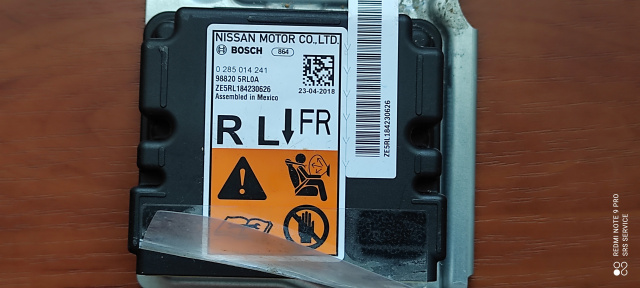 NISSAN MOTOR CO.,LTD.
BOSCH 864
0 285 014 241
98820 5RL0A
ZE5RL184230626
Assembled in Mexico
23-04-2018
R L FR
ZE5RL184230626
REDMI NOTE 9 PRO
SRS SERVICE